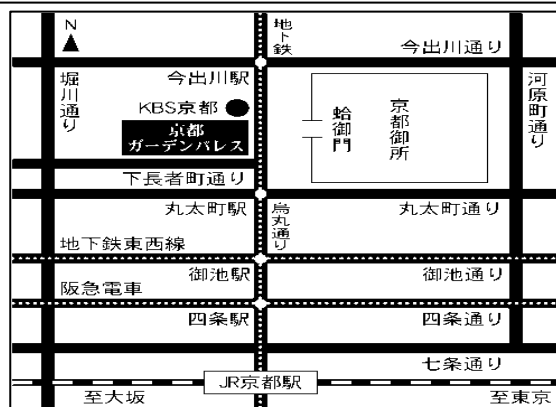 N
地下鉄
今出川通り
堀川通り
今出川駅
KBS京都
京都
ガーデンパレス
蛤御門
京都御所
河原町通り
下長者町通り
丸太町駅
烏丸通り
丸太町通り
地下鉄東西線
御池駅
御池通り
阪急電車
四条駅
四条通り
七条通り
JR京都駅
至大坂
至東京